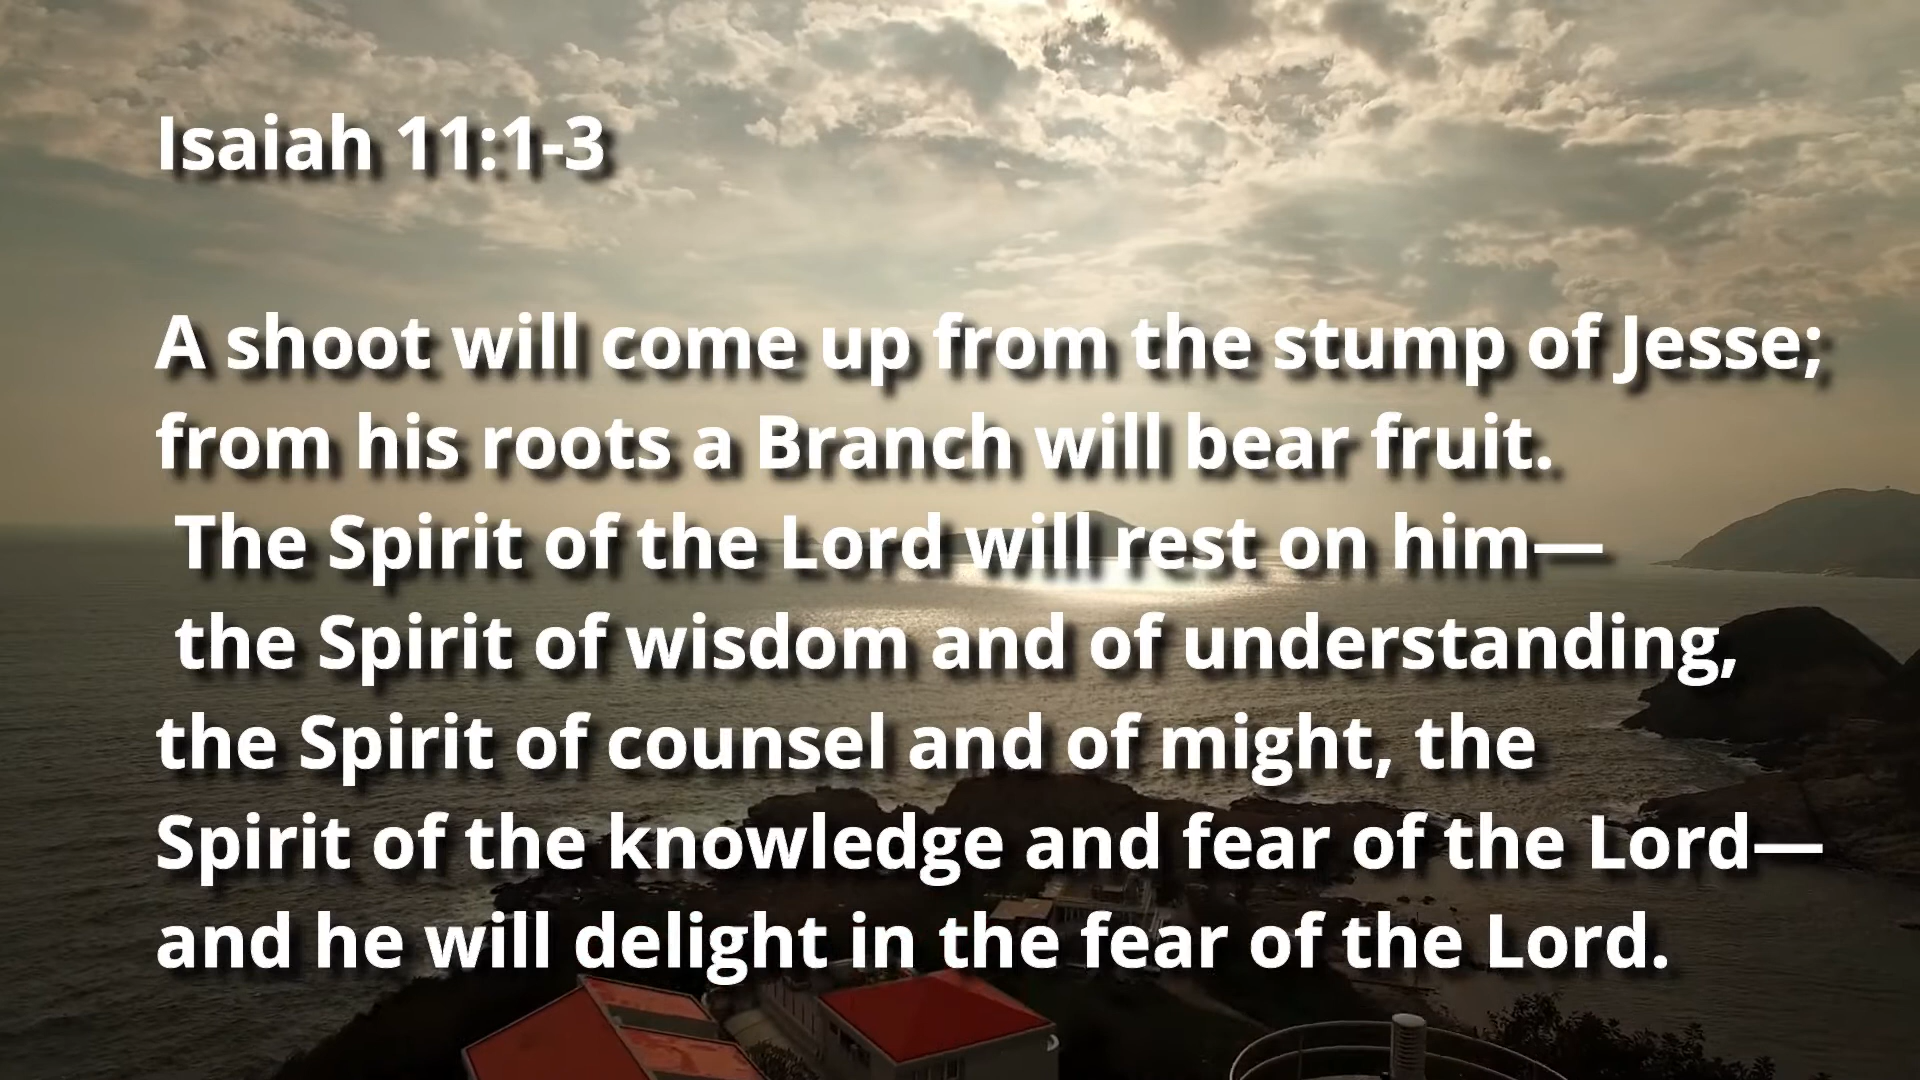 Isaiah 11:1-3
A shoot will come up from the stump of Jesse;
from his roots a Branch will bear fruit.
The Spirit of the Lord will rest on him—
the Spirit of wisdom and of understanding,
the Spirit of counsel and of might, the
Spirit of the knowledge and fear of the Lord—
and he will delight in the fear of the Lord.